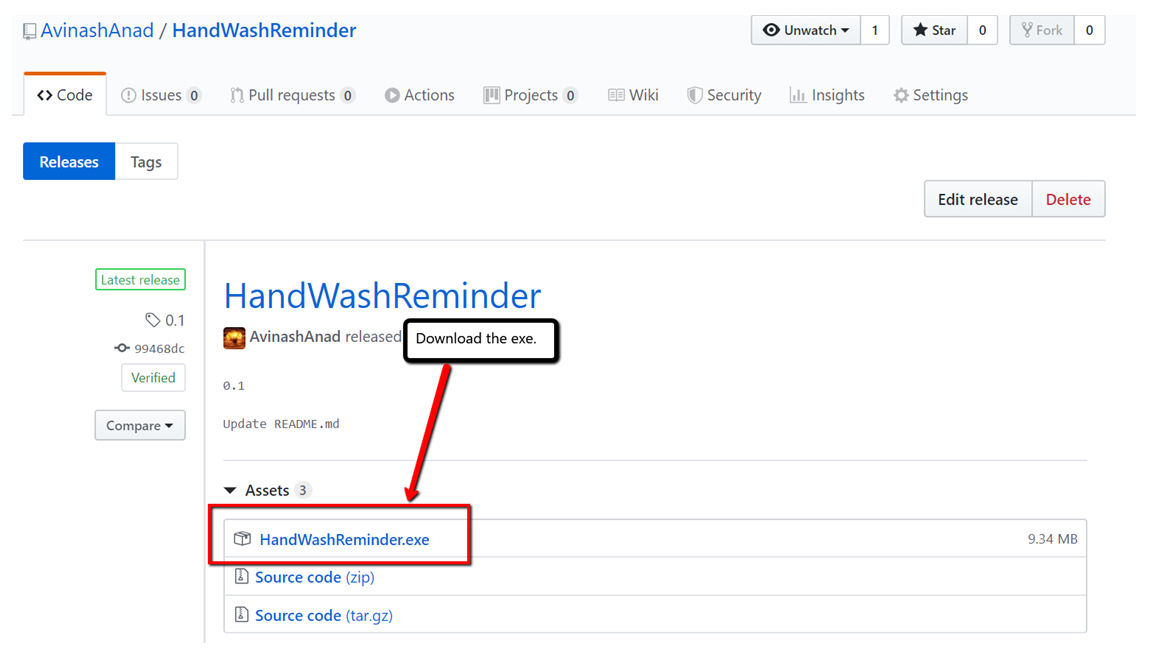 AvinashAnad / HandWashReminder
Unwatch 1 Star 0 Fork 0
Code Issues 0 Pull requests 0 Actions Projects 0 Wiki Security Insights Settings
Releases Tags
Edit release Delete
Latest release
0.1
99468dc
Verified
Compare
HandWashReminder
AvinashAnad released
Download the exe.
0.1
Update README.md
Assets 3
HandWashReminder.exe 9.34 MB
Source code (zip)
Source code (tar.gz)